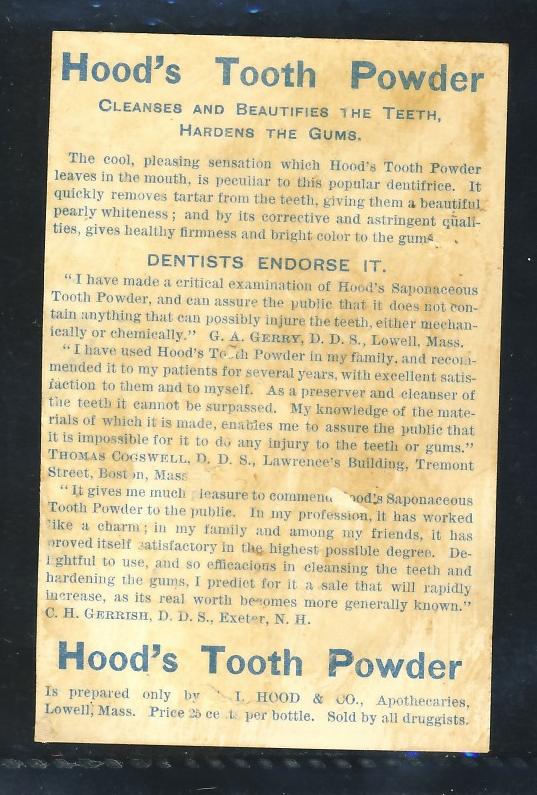 Hood's Tooth Powder
CLEANSES AND BEAUTIFIES THE TEETH,
HARDENS THE GUMS.
The cool, pleasing sensation which Hood's Tooth Powder
leaves in the mouth, is peculiar to this popular dentifrice. It
quickly removes tartar from the teeth, giving them a beautiful
pearly whiteness; and by its corrective and astringent quali-
ties, gives healthy firmness and bright color to the gums.
DENTISTS ENDORSE IT.
"I have made a critical examination of Hood's Saponaceous
Tooth Powder, and can assure the public that it does not con-
tain anything that can possibly injure the teeth, either mechan-
ically or chemically." G. A. GERRY, D. D. S., Lowell, Mass.
"I have used Hood's Tooth Powder in my family, and recom-
mended it to my patients for several years, with excellent satis-
faction to them and to myself. As a preserver and cleanser of
the teeth it cannot be surpassed. My knowledge of the mate-
rials of which it is made, enables me to assure the public that
it is impossible for it to do any injury to the teeth or gums."
THOMAS COGSWELL, D. D. S., Lawrence's Building, Tremont
Street, Boston, Mass
"It gives me much pleasure to commend Hood's Saponaceous
Tooth Powder to the public. In my profession, it has worked
like a charm; in my family and among my friends, it has
proved itself satisfactory in the highest possible degree. De-
lightful to use, and so efficacious in cleansing the teeth and
hardening the gums, I predict for it a sale that will rapidly
increase, as its real worth becomes more generally known."
C. H. GERRISH, D. D. S., Exeter, N. H.
Hood's Tooth Powder
Is prepared only by I. HOOD & CO., Apothecaries,
Lowell, Mass. Price 25 cents per bottle. Sold by all druggists.